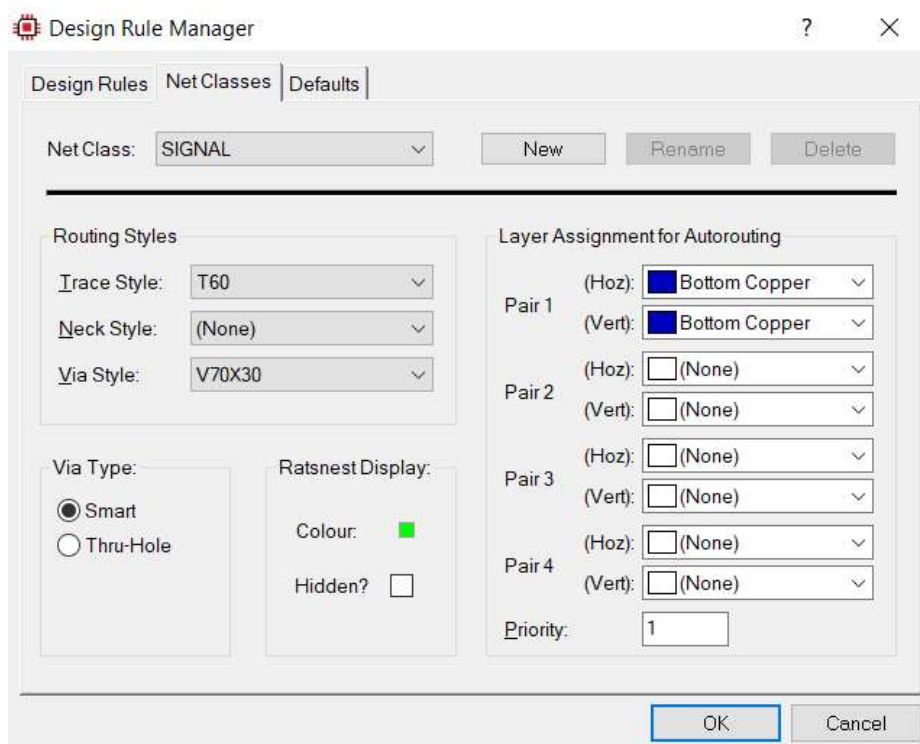 Design Rule Manager ?
Design Rules Net Classes Defaults
Net Class: SIGNAL New Rename Delete
Routing Styles
Trace Style: T60
Neck Style: (None)
Via Style: V70X30
Layer Assignment for Autorouting
Pair 1 (Hoz): Bottom Copper
(Vert): Bottom Copper
Pair 2 (Hoz): (None)
(Vert): (None)
Pair 3 (Hoz): (None)
(Vert): (None)
Pair 4 (Hoz): (None)
(Vert): (None)
Priority: 1
Via Type:
Smart
Thru-Hole
Ratsnest Display:
Colour:
Hidden?
OK Cancel